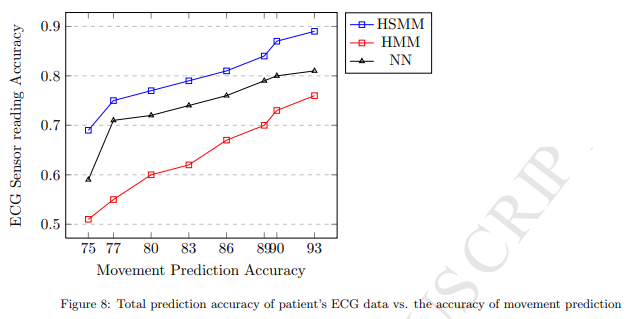 0.9
0.8
0.7
0.6
0.5
ECG Sensor reading Accuracy
75 77 80 83 86 89 90 93
Movement Prediction Accuracy
HSMM
HMM
NN
Figure 8: Total prediction accuracy of patient's ECG data vs. the accuracy of movement prediction
USCRIP